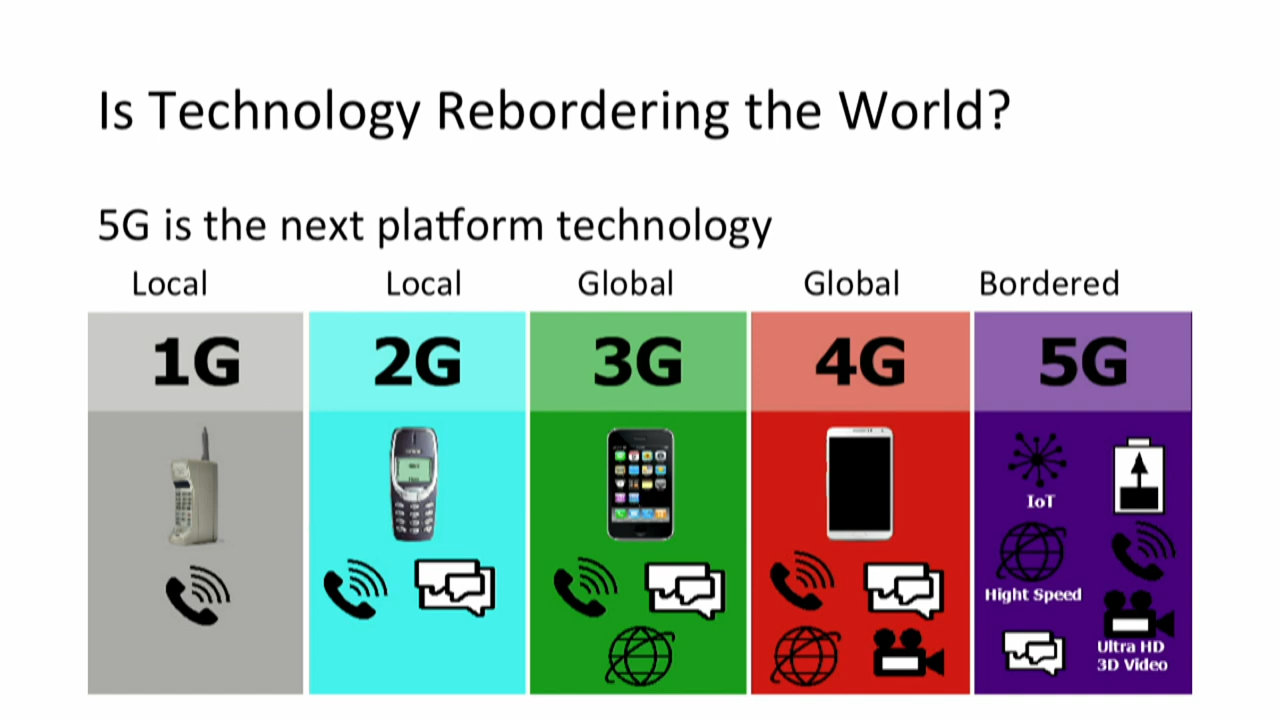 Is Technology Rebordering the World?
5G is the next platform technology
Local Local Global Global Bordered
1G 2G 3G 4G 5G
IoT
Hight Speed
Ultra HD
3D Video